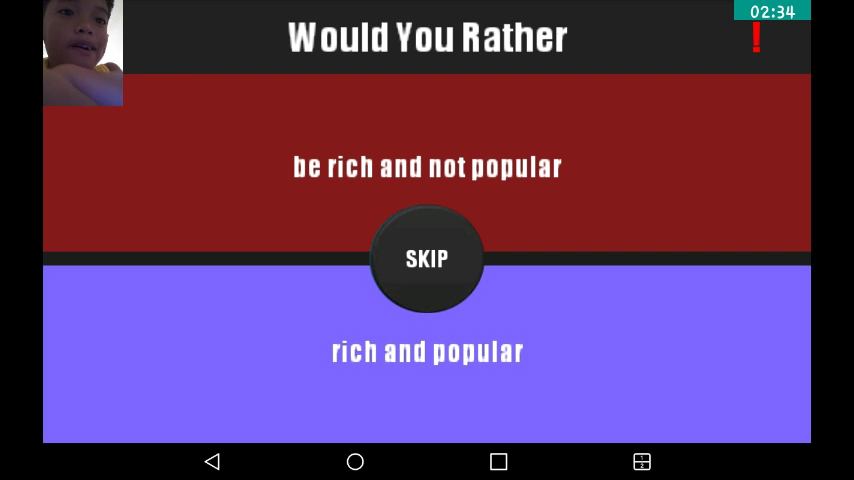 02:34
Would You Rather
!
be rich and not popular
SKIP
rich and popular